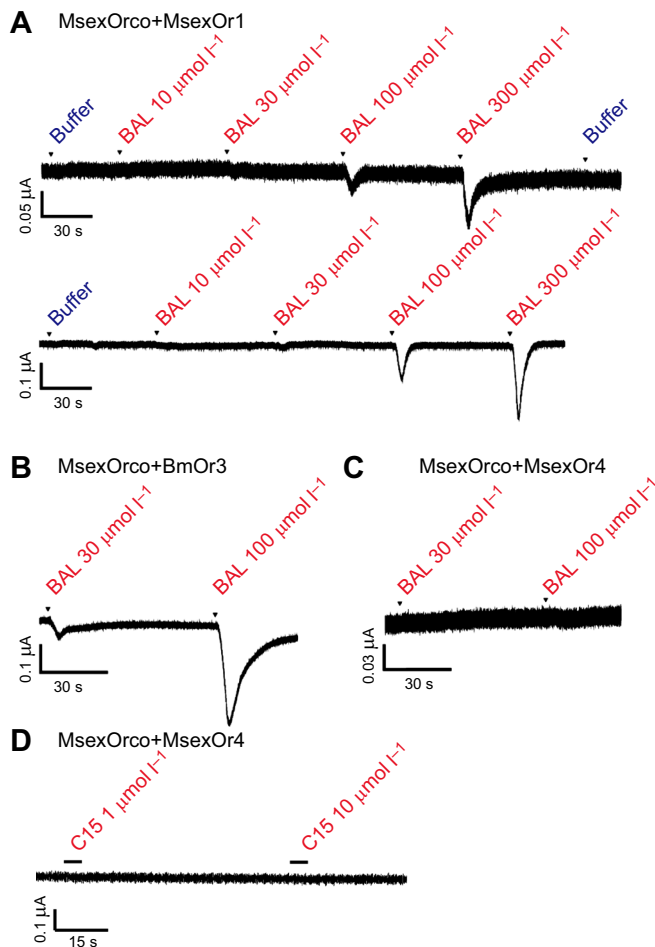 A MsexOrco+MsexOr1
Buffer
BAL 10 μmol l–1
BAL 30 μmol l–1
BAL 100 μmol l–1
BAL 300 μmol l–1
Buffer
0.05 μA
30 s
Buffer
BAL 10 μmol l–1
BAL 30 μmol l–1
BAL 100 μmol l–1
BAL 300 μmol l–1
0.1 μA
30 s
B MsexOrco+BmOr3
BAL 30 μmol l–1
BAL 100 μmol l–1
0.1 μA
30 s
C MsexOrco+MsexOr4
BAL 30 μmol l–1
BAL 100 μmol l–1
0.03 μA
30 s
D MsexOrco+MsexOr4
C15 1 μmol l–1
C15 10 μmol l–1
0.1 μA
15 s